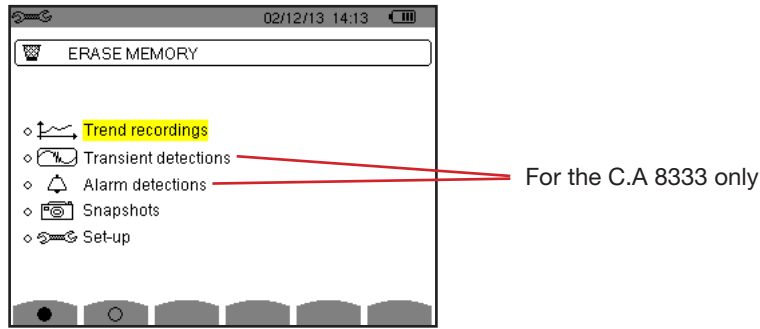 02/12/13 14:13
ERASE MEMORY
Trend recordings
Transient detections
Alarm detections
Snapshots
Set-up
For the C.A 8333 only